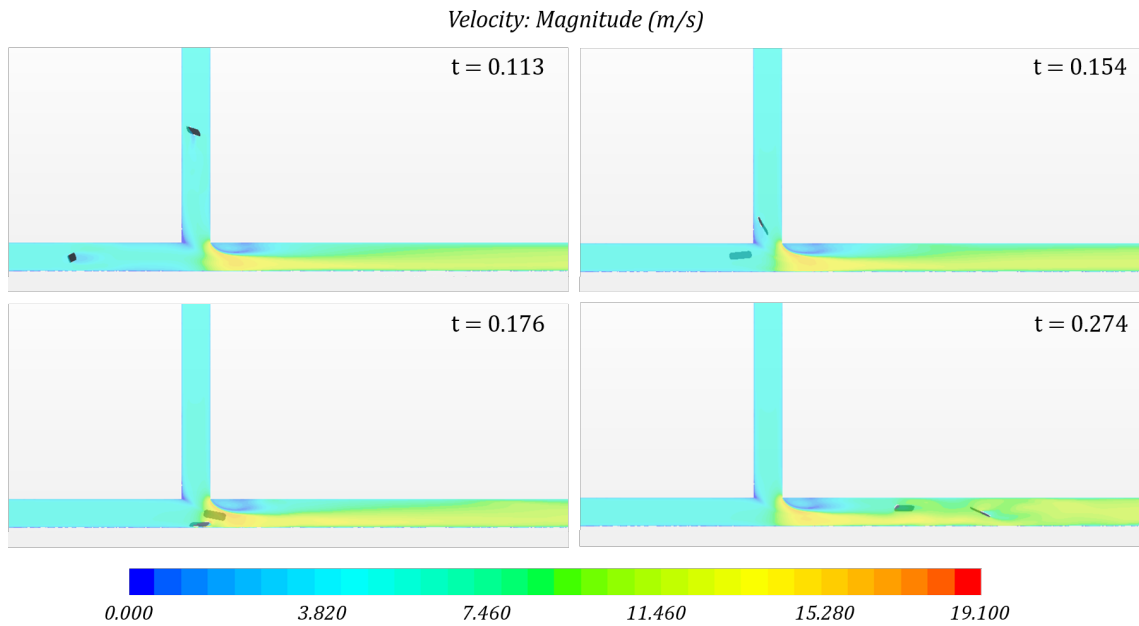 Velocity: Magnitude (m/s)
t = 0.113
t = 0.154
t = 0.176
t = 0.274
0.000 3.820 7.460 11.460 15.280 19.100